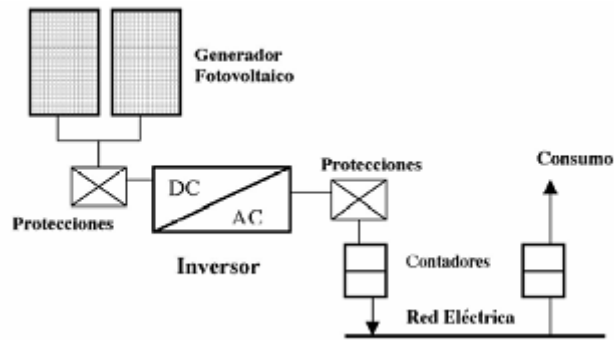 Generador
Fotovoltaico
Protecciones
Consumo
DC
AC
Protecciones
Inversor
Contadores
Red Eléctrica